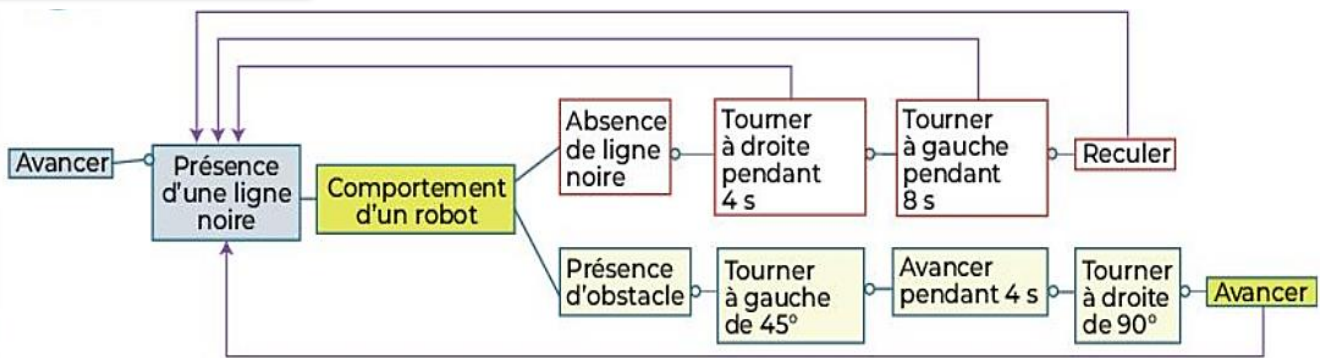 Avancer
Présence
d'une ligne
noire
Comportement
d'un robot
Absence
de ligne
noire
Tourner
à droite
pendant
4 s
Tourner
à gauche
pendant
8 s
Reculer
Présence
d'obstacle
Tourner
à gauche
de 45°
Avancer
pendant 4 s
Tourner
à droite
de 90°
Avancer